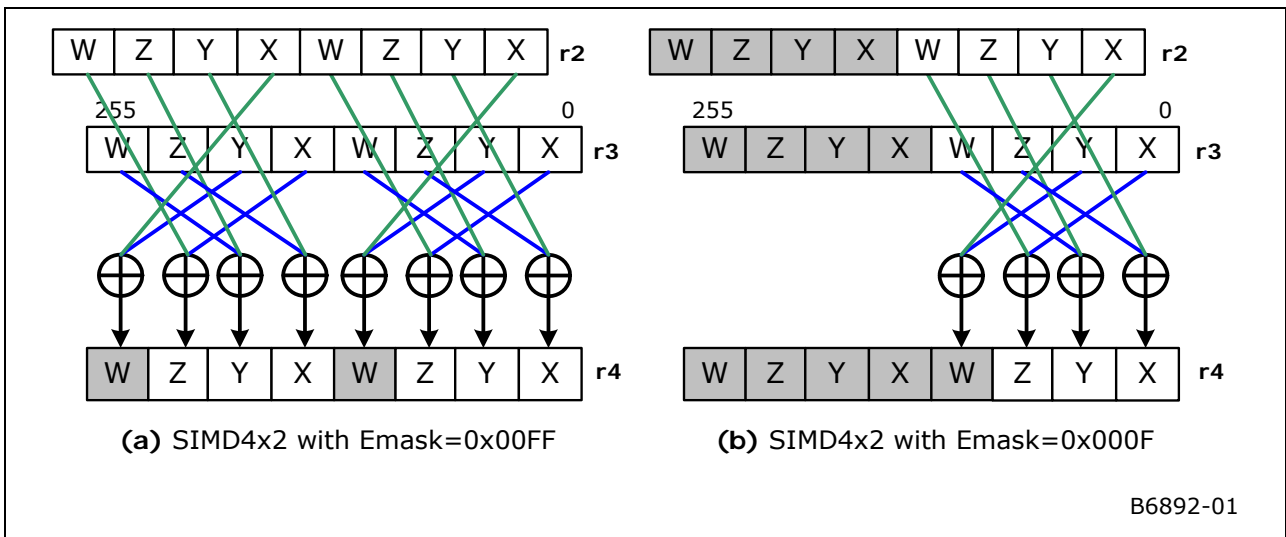 W Z Y X W Z Y X r2
255 0
W Z Y X W Z Y X r3
W Z Y X W Z Y X r4
(a) SIMD4x2 with Emask=0x00FF
W Z Y X W Z Y X r2
255 0
W Z Y X W Z Y X r3
W Z Y X W Z Y X r4
(b) SIMD4x2 with Emask=0x000F
B6892-01